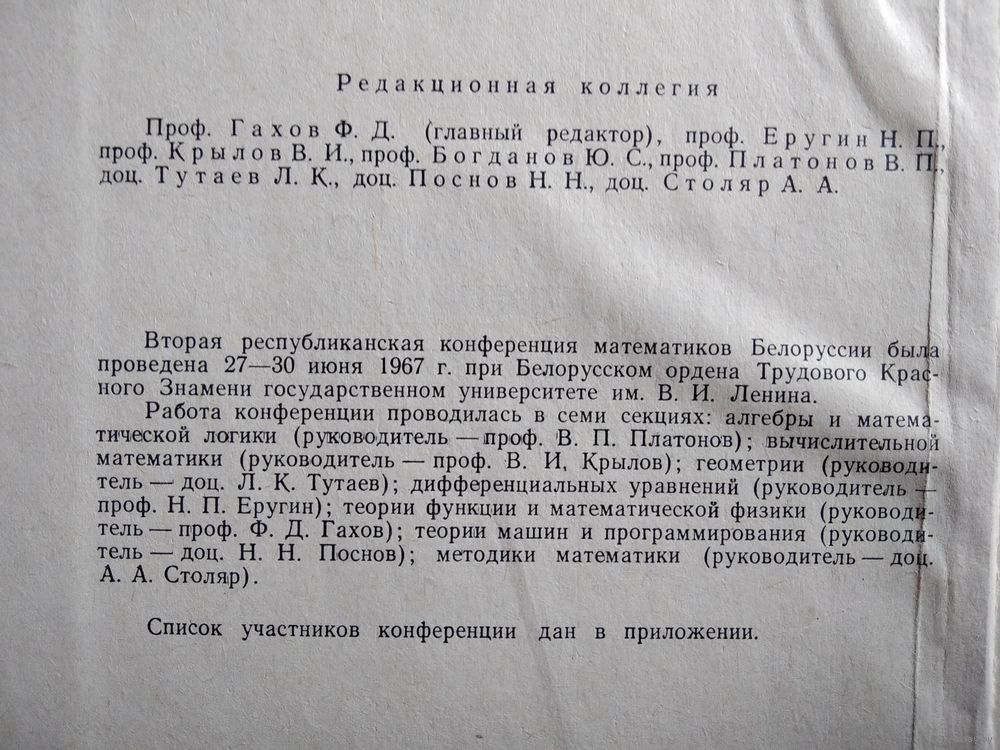 Редакционная коллегия
Проф. Гахов Ф. Д. (главный редактор), проф. Еругин Н. П.,
проф. Крылов В. И., проф. Богданов Ю. С., проф. Платонов В. П.,
доц. Тутаев Л. К., доц. Поснов Н. Н., доц. Столяр А. А.
Вторая республиканская конференция математиков Белоруссии была
проведена 27—30 июня 1967 г. при Белорусском ордена Трудового Крас-
ного Знамени государственном университете им. В. И. Ленина.
Работа конференции проводилась в семи секциях: алгебры и матема-
тической логики (руководитель — проф. В. П. Платонов); вычислительной
математики (руководитель — проф. В. И. Крылов); геометрии (руководи-
тель — доц. Л. К. Тутаев); дифференциальных уравнений (руководитель —
проф. Н. П. Еругин); теории функции и математической физики (руководи-
тель — проф. Ф. Д. Гахов); теории машин и программирования (руководи-
тель — доц. Н. Н. Поснов); методики математики (руководитель — доц.
А. А. Столяр).
Список участников конференции дан в приложении.